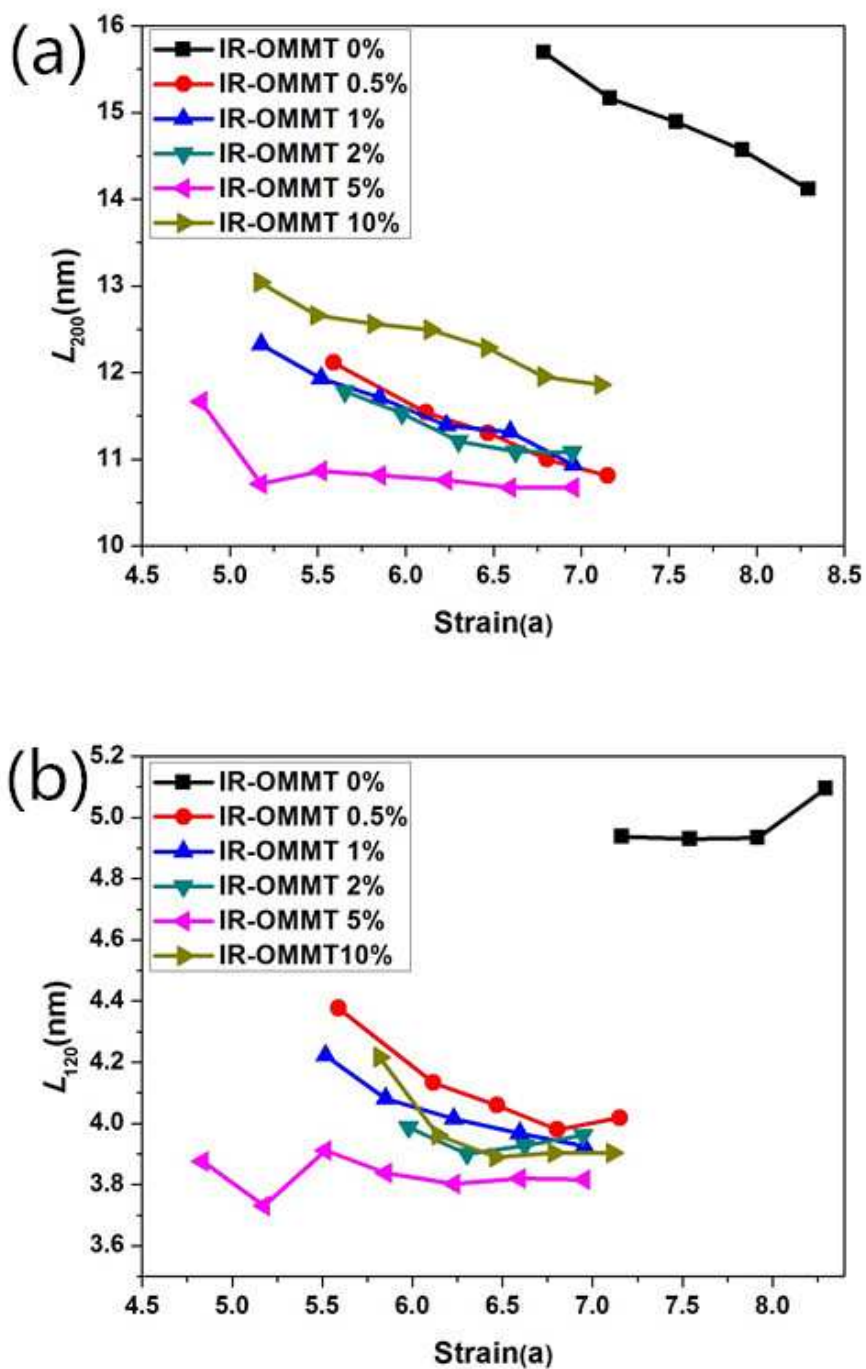 (a)
IR-OMMT 0%
IR-OMMT 0.5%
IR-OMMT 1%
IR-OMMT 2%
IR-OMMT 5%
IR-OMMT 10%
16
15
14
13
12
11
10
L200(nm)
4.5 5.0 5.5 6.0 6.5 7.0 7.5 8.0 8.5
Strain(a)
(b)
IR-OMMT 0%
IR-OMMT 0.5%
IR-OMMT 1%
IR-OMMT 2%
IR-OMMT 5%
IR-OMMT10%
5.2
5.0
4.8
4.6
4.4
4.2
4.0
3.8
3.6
L120(nm)
4.5 5.0 5.5 6.0 6.5 7.0 7.5 8.0
Strain(a)